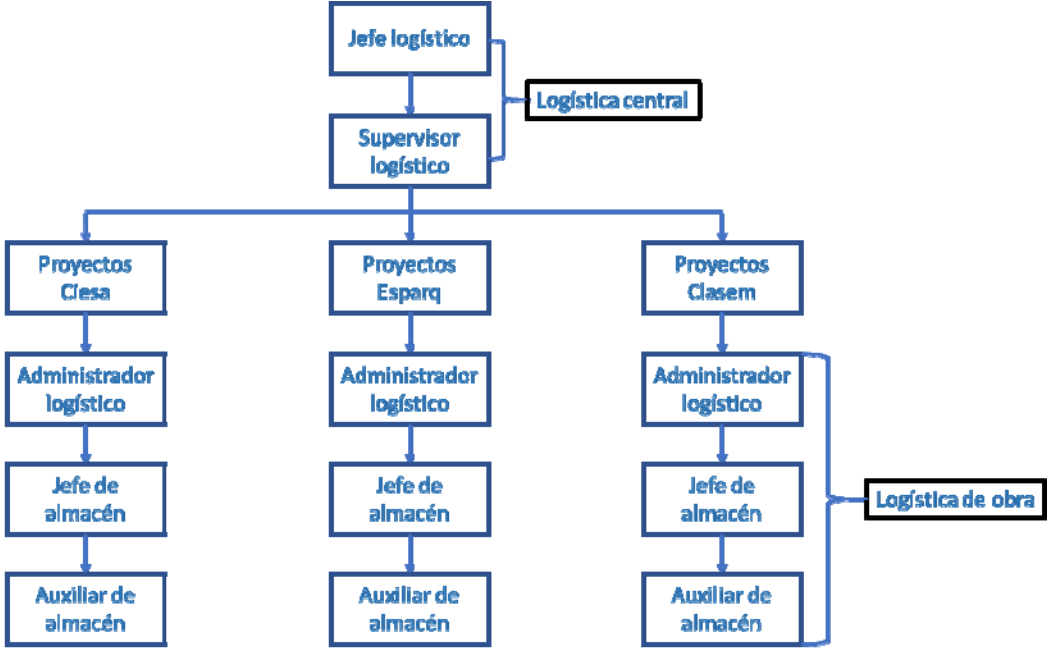 Jefe logístico
Logística central
Supervisor
logístico
Proyectos
Ciesa
Proyectos
Esparq
Proyectos
Clasem
Administrador
logístico
Administrador
logístico
Administrador
logístico
Jefe de
almacén
Jefe de
almacén
Jefe de
almacén
Logística de obra
Auxiliar de
almacén
Auxiliar de
almacén
Auxiliar de
almacén